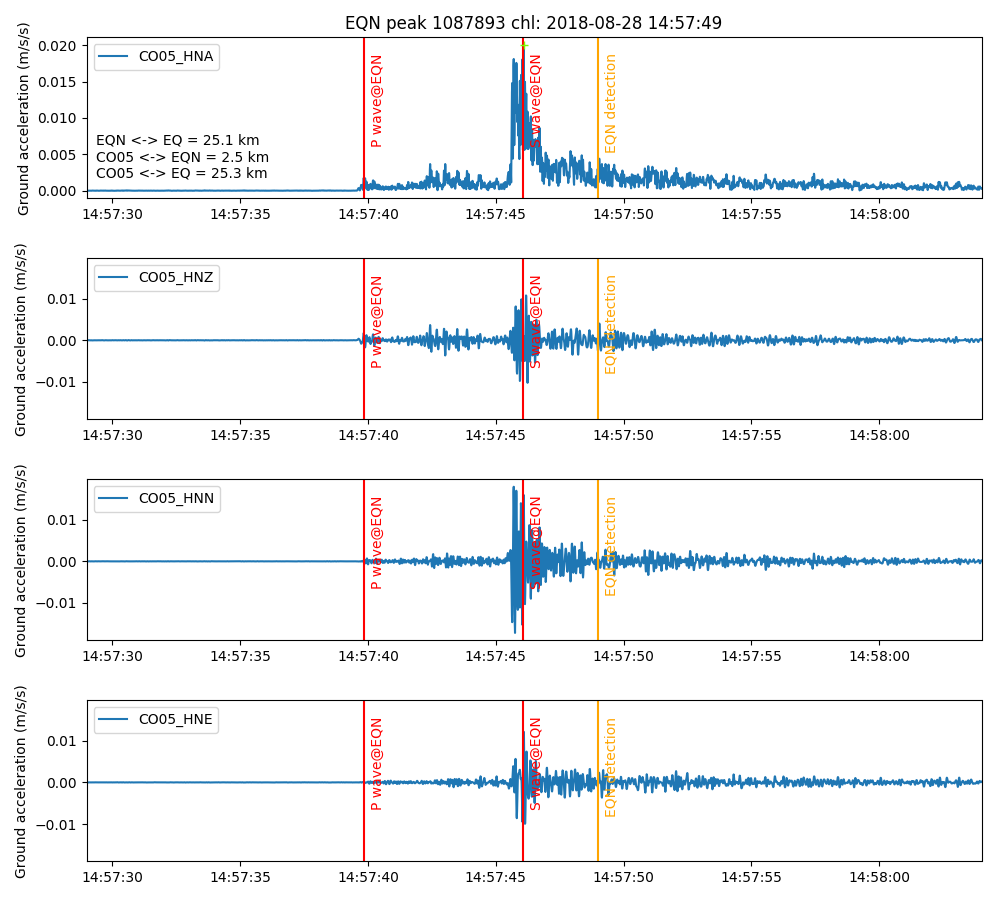 EQN peak 1087893 chl: 2018-08-28 14:57:49
Ground acceleration (m/s/s)
0.020
0.015
0.010
0.005
0.000
CO05_HNA
EQN <-> EQ = 25.1 km
CO05 <-> EQN = 2.5 km
CO05 <-> EQ = 25.3 km
P wave@EQN
S wave@EQN
EQN detection
14:57:30 14:57:35 14:57:40 14:57:45 14:57:50 14:57:55 14:58:00
Ground acceleration (m/s/s)
0.01
0.00
−0.01
CO05_HNZ
P wave@EQN
S wave@EQN
EQN detection
14:57:30 14:57:35 14:57:40 14:57:45 14:57:50 14:57:55 14:58:00
Ground acceleration (m/s/s)
0.01
0.00
−0.01
CO05_HNN
P wave@EQN
S wave@EQN
EQN detection
14:57:30 14:57:35 14:57:40 14:57:45 14:57:50 14:57:55 14:58:00
Ground acceleration (m/s/s)
0.01
0.00
−0.01
CO05_HNE
P wave@EQN
S wave@EQN
EQN detection
14:57:30 14:57:35 14:57:40 14:57:45 14:57:50 14:57:55 14:58:00